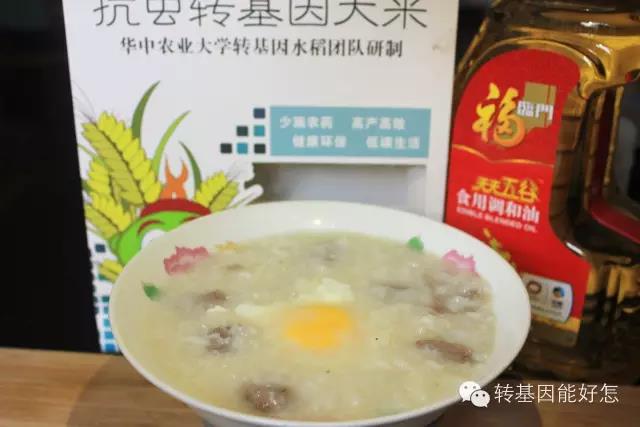 抗虫转基因大米
华中农业大学转基因水稻团队研制
少施农药 高产高效
健康环保 低碳生活
福
臨門
天天五谷
食用调和油
EDIBLE BLENDED OIL
转基因能好怎